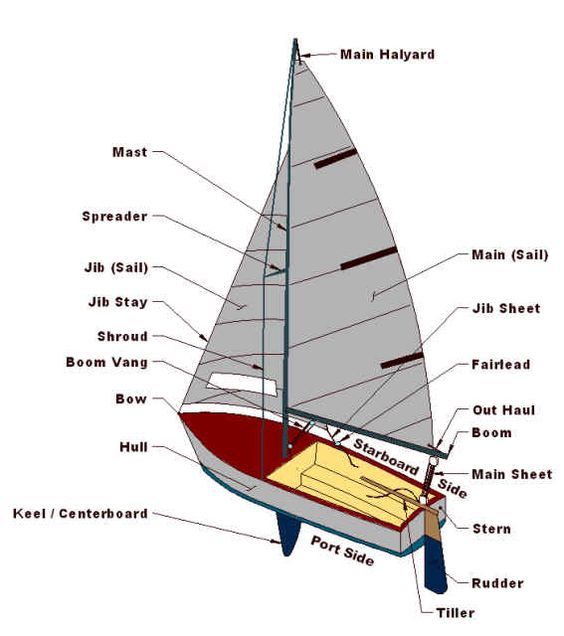 Main Halyard
Mast
Spreader
Main (Sail)
Jib (Sail)
Jib Stay
Jib Sheet
Shroud
Boom Vang
Fairlead
Bow
Out Haul
Boom
Hull
Starboard Side
Main Sheet
Keel / Centerboard
Stern
Port Side
Rudder
Tiller